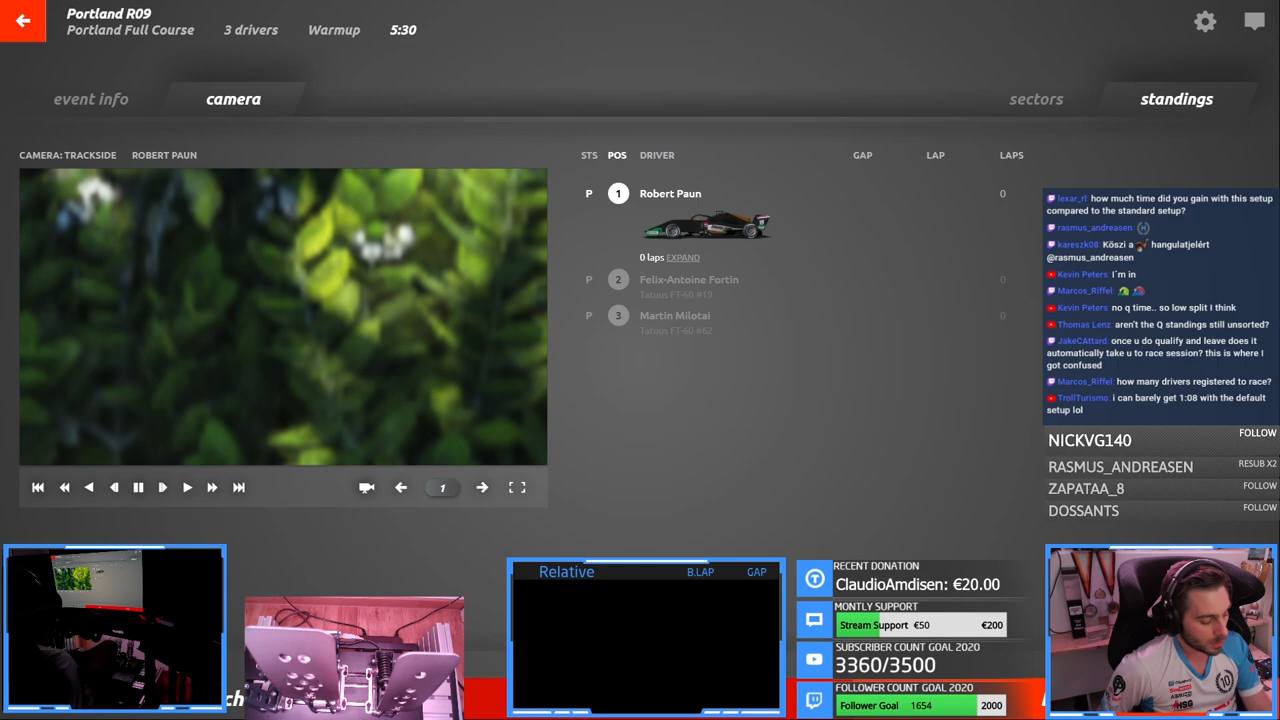 Portland R09
Portland Full Course 3 drivers Warmup 5:30
event info camera sectors standings
CAMERA: TRACKSIDE ROBERT PAUN
STS POS DRIVER GAP LAP LAPS
P 1 Robert Paun 0
0 laps EXPAND
P 2 Felix-Antoine Fortin 0
Tatuus FT-60 #19
P 3 Martin Milotai 0
Tatuus FT-60 #62
1
lexar_r!: how much time did you gain with this setup
compared to the standard setup?
rasmus_andreasen:
kareszk08: Kőszi a hangulatjelért
@rasmus_andreasen
Kevin Peters: I´m in
Marcos_Riffel:
Kevin Peters: no q time.. so low split I think
Thomas Lenz: aren't the Q standings still unsorted?
JakeCAttard: once u do qualify and leave does it
automatically take u to race session? this is where I
got confused
Marcos_Riffel: how many drivers registered to race?
TrollTurismo: i can barely get 1:08 with the default
setup lol
NICKVG140 FOLLOW
RASMUS_ANDREASEN RESUB X2
ZAPATAA_8 FOLLOW
DOSSANTS FOLLOW
Relative B.LAP GAP
RECENT DONATION
ClaudioAmdisen: €20.00
MONTLY SUPPORT
Stream Support €50 €200
SUBSCRIBER COUNT GOAL 2020
3360/3500
FOLLOWER COUNT GOAL 2020
Follower Goal 1654 2000
10
HSG